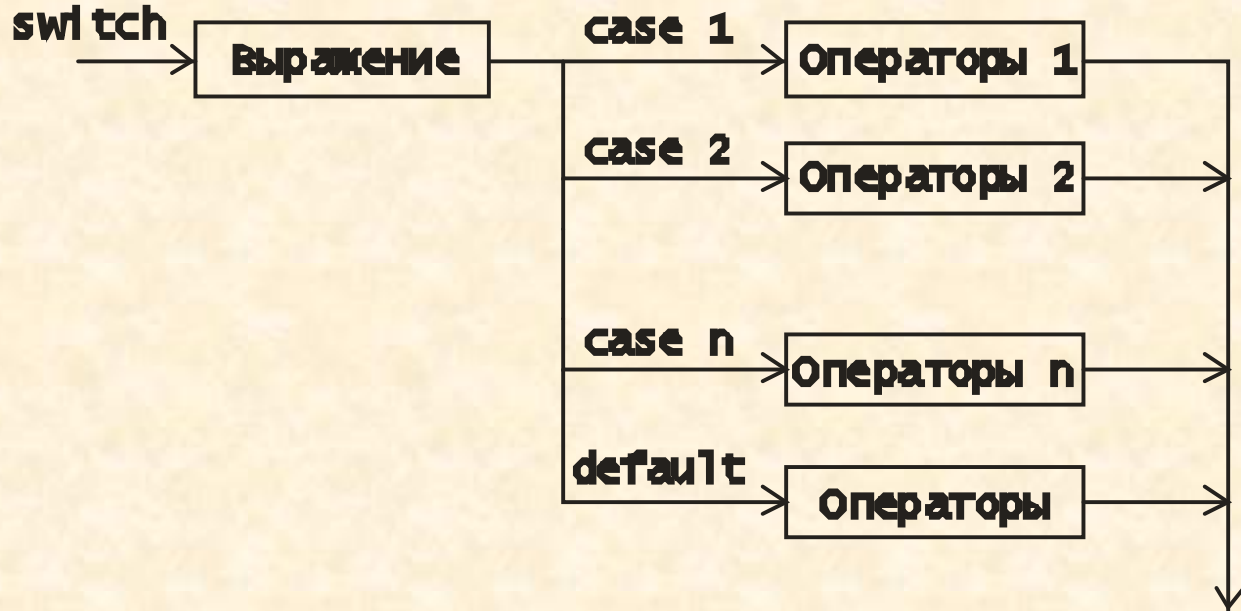 switch
Выражение
case 1
Операторы 1
case 2
Операторы 2
case n
Операторы n
default
Операторы